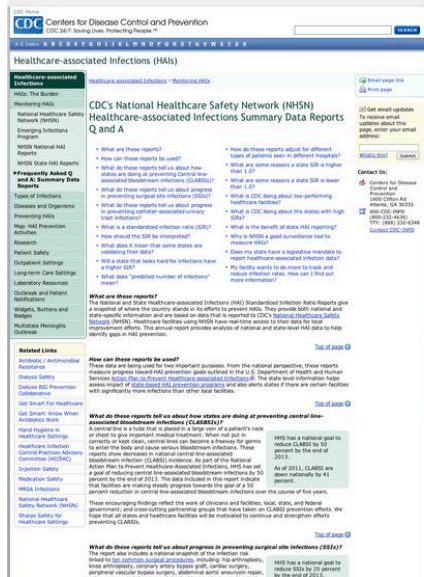 CDC Home
CDC
Centers for Disease Control and Prevention
CDC 24/7: Saving Lives. Protecting People.™
SEARCH
A-Z Index A B C D E F G H I J K L M N O P Q R S T U V W X Y Z #
Healthcare-associated Infections (HAIs)
Healthcare-associated
Infections
HAIs: The Burden
Monitoring HAIs
National Healthcare Safety
Network (NHSN)
Emerging Infections
Program
NHSN National HAI
Reports
NHSN State HAI Reports
Frequently Asked Q
and A: Summary Data
Reports
Types of Infections
Diseases and Organisms
Preventing HAIs
Map: HAI Prevention
Activities
Research
Patient Safety
Outpatient Settings
Long-term Care Settings
Laboratory Resources
Outbreak and Patient
Notifications
Widgets, Buttons and
Badges
Multistate Meningitis
Outbreak
Related Links
Antibiotic / Antimicrobial
Resistance
Dialysis Safety
Dialysis BSI Prevention
Collaborative
Get Smart For Healthcare
Get Smart: Know When
Antibiotics Work
Hand Hygiene in
Healthcare Settings
Healthcare Infection
Control Practices Advisory
Committee (HICPAC)
Injection Safety
Medication Safety
MRSA Infections
National Healthcare
Safety Network (NHSN)
Sharps Safety for
Healthcare Settings
Healthcare-associated Infections > Monitoring HAIs
CDC's National Healthcare Safety Network (NHSN)
Healthcare-associated Infections Summary Data Reports
Q and A
• What are these reports?
• How can these reports be used?
• What do these reports tell us about how
states are doing at preventing Central line-
associated bloodstream infections (CLABSIs)?
• What do these reports tell us about progress
in preventing surgical site infections (SSIs)?
• What do these reports tell us about progress
in preventing catheter-associated urinary
tract infections?
• What is a standardized infection ratio (SIR)?
• How should the SIR be interpreted?
• What does it mean that some states are
validating their data?
• Will a state that looks hard for infections have
a higher SIR?
• What does "predicted number of infections"
mean?
• How do these reports adjust for different
types of patients seen in different hospitals?
• What are some reasons a state SIR is higher
than 1.0?
• What are some reasons a state SIR is lower
than 1.0?
• What is CDC doing about low-performing
healthcare facilities?
• What is CDC doing about the states with high
SIRs?
• What is the benefit of state HAI reporting?
• Why is NHSN a good surveillance tool to
measure HAIs?
• Does my state have a legislative mandate to
report healthcare-associated infection data?
• My facility wants to do more to track and
reduce infection rates. How can I find out
more information?
What are these reports?
The National and State Healthcare-associated Infections (HAI) Standardized Infection Ratio Reports give
a snapshot of where the country stands in its efforts to prevent HAIs. They provide both national and
state-specific information and are based on data that is reported to CDC's National Healthcare Safety
Network (NHSN). Healthcare facilities using NHSN have real-time access to their data for local
improvement efforts. This annual report provides analysis of national and state-level HAI data to help
identify gaps in HAI prevention.
Top of page
How can these reports be used?
These data are being used for two important purposes. From the national perspective, these reports
measure progress toward HAI prevention goals outlined in the U.S. Department of Health and Human
Services Action Plan to Prevent Healthcare-associated Infections. The state level information helps
assess impact of state-based HAI prevention programs and also alerts states if there are certain facilities
with significantly more infections than other local facilities.
Top of page
What do these reports tell us about how states are doing at preventing central line-
associated bloodstream infections (CLASBSIs)?
A central line is a tube that is placed in a large vein of a patient's neck
or chest to give important medical treatment. When not put in
correctly or kept clean, central lines can become a freeway for germs
to enter the body and cause serious bloodstream infections. These
reports show decreases in national central line-associated
bloodstream infection (CLABSI) incidence. As part of the National
Action Plan to Prevent Healthcare-Associated Infections, HHS has set
a goal of reducing central line-associated bloodstream infections by 50
percent by the end of 2013. The data included in this report indicate
that facilities are making steady progress towards the goal of a 50
percent reduction in central line-associated bloodstream infections over the course of five years.
HHS has a national goal to
reduce CLABSI by 50
percent by the end of
2013.
As of 2011, CLABSI are
down nationally by 41
percent.
These encouraging findings reflect the work of clinicians and facilities; local, state, and federal
government; and cross-cutting partnership groups that have taken on CLABSI prevention efforts. We
hope that all states and healthcare facilities will be motivated to continue and strengthen efforts
preventing CLABSIs.
Top of page
What do these reports tell us about progress in preventing surgical site infections (SSIs)?
The report also includes a national snapshot of the infection risk
linked to ten common surgical procedures, including: hip arthroplasty,
knee arthroplasty, coronary artery bypass graft, cardiac surgery,
peripheral vascular bypass surgery, abdominal aortic aneurysm repair,
HHS has a national goal to
reduce SSIs by 25 percent
by the end of 2013.
Email page link
Print page
Get email updates
To receive email
updates about this
page, enter your email
address:
What's this?
Submit
Contact Us:
Centers for Disease
Control and
Prevention
1600 Clifton Rd
Atlanta, GA 30333
800-CDC-INFO
(800-232-4636)
TTY: (888) 232-6348
Contact CDC-INFO